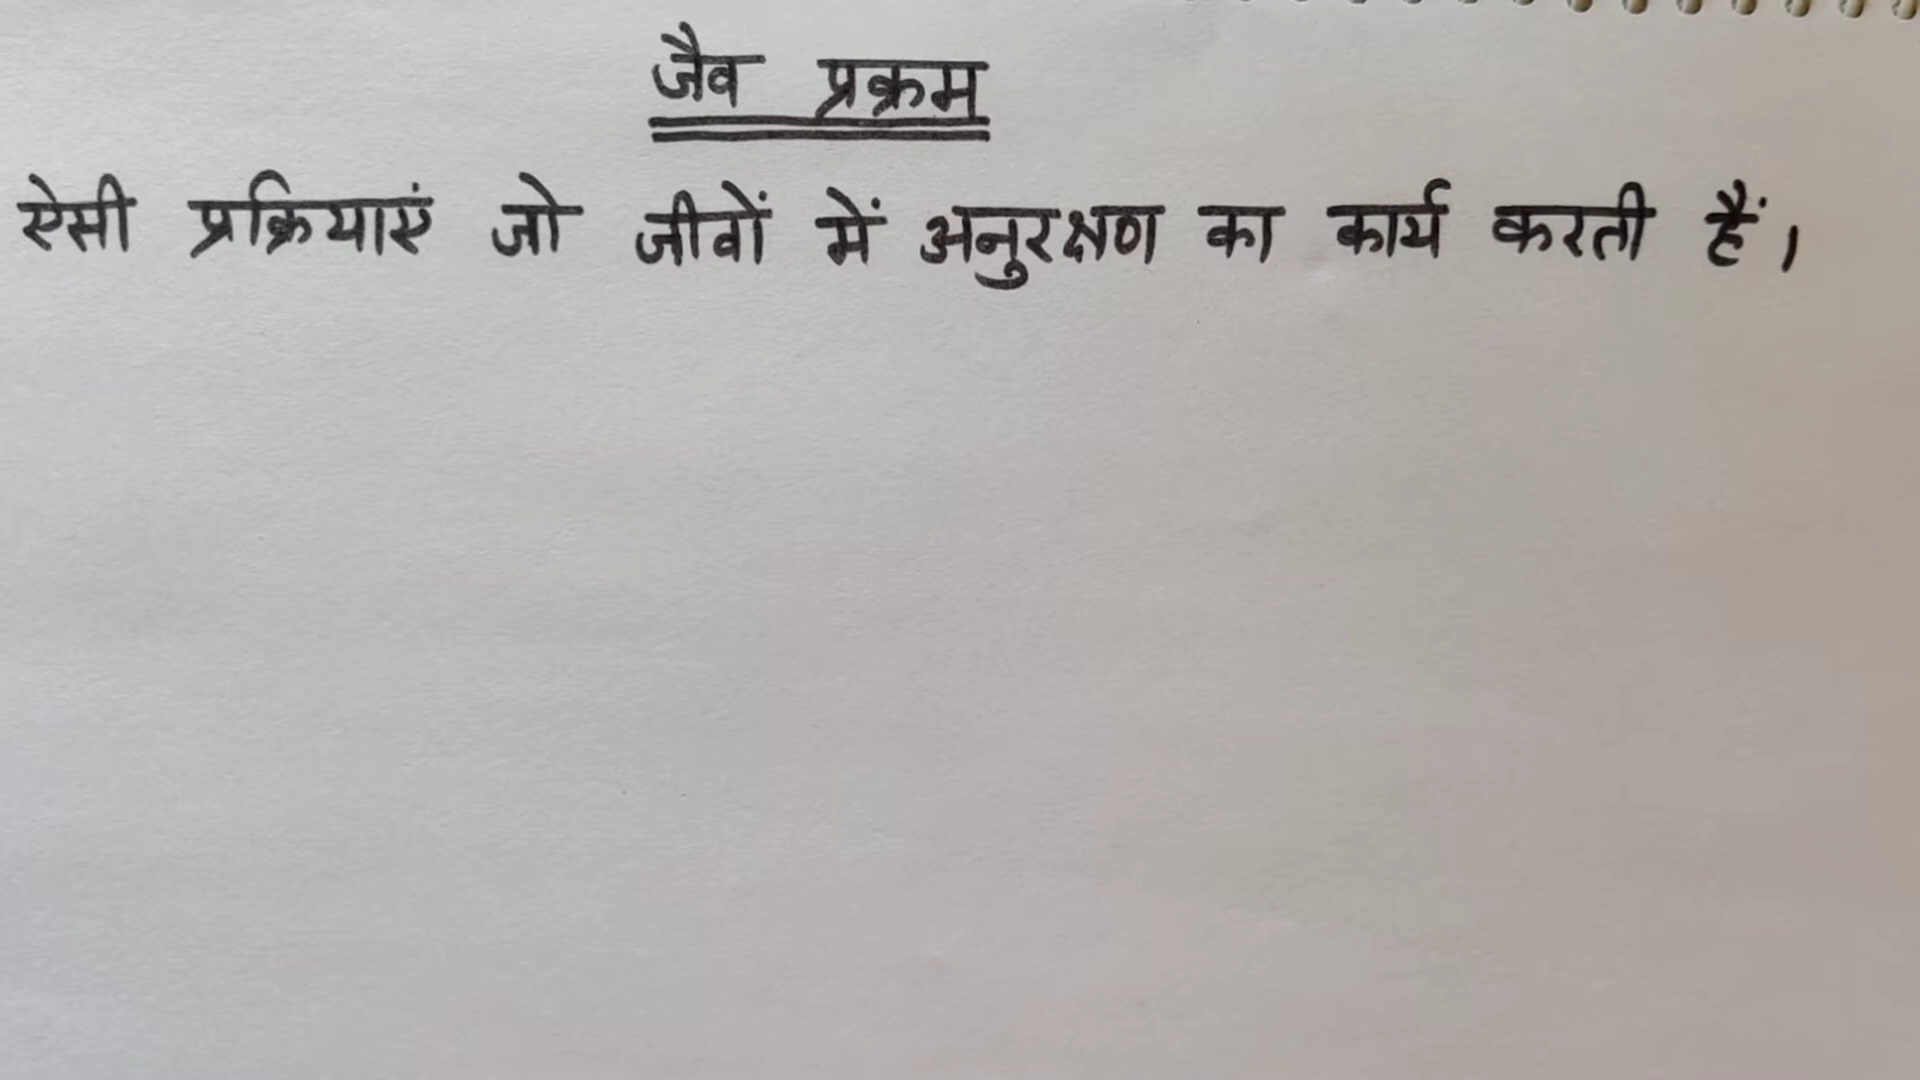 जैव प्रक्रम
ऐसी प्रक्रियाएं जो जीवों में अनुरक्षण का कार्य करती हैं।